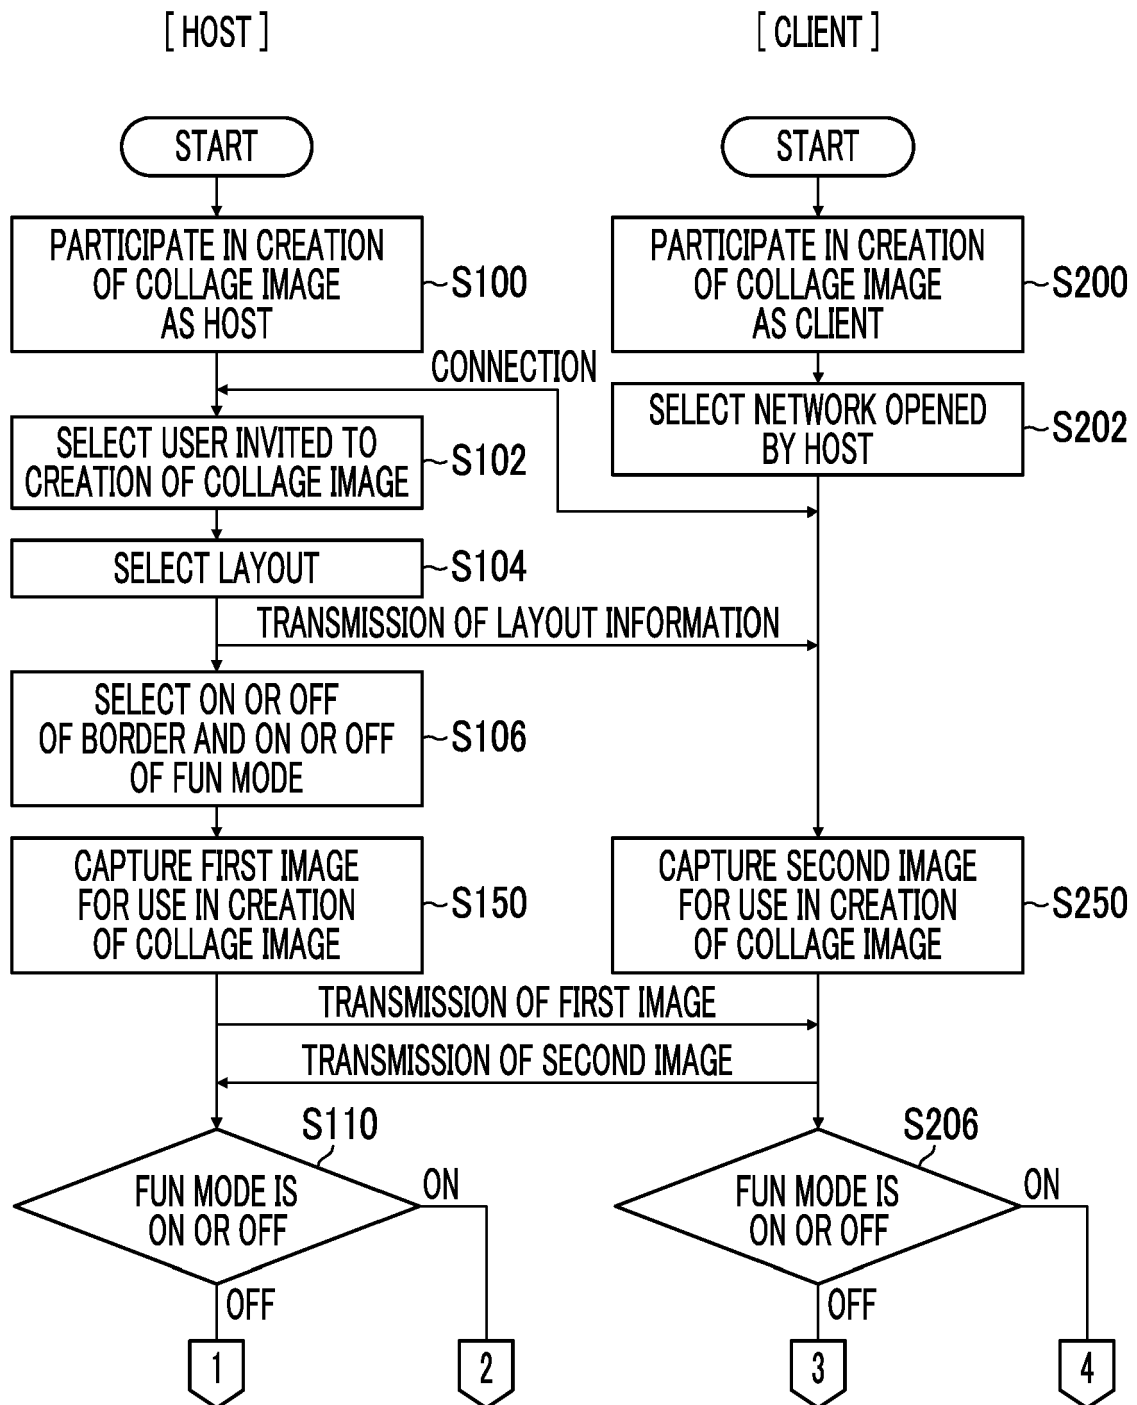 [ HOST ]
[ CLIENT ]
START
START
PARTICIPATE IN CREATION
OF COLLAGE IMAGE
AS HOST
S100
PARTICIPATE IN CREATION
OF COLLAGE IMAGE
AS CLIENT
S200
CONNECTION
SELECT NETWORK OPENED
BY HOST
S202
SELECT USER INVITED TO
CREATION OF COLLAGE IMAGE
S102
SELECT LAYOUT
S104
TRANSMISSION OF LAYOUT INFORMATION
SELECT ON OR OFF
OF BORDER AND ON OR OFF
OF FUN MODE
S106
CAPTURE FIRST IMAGE
FOR USE IN CREATION
OF COLLAGE IMAGE
S150
CAPTURE SECOND IMAGE
FOR USE IN CREATION
OF COLLAGE IMAGE
S250
TRANSMISSION OF FIRST IMAGE
TRANSMISSION OF SECOND IMAGE
S110
FUN MODE IS
ON OR OFF
ON
OFF
S206
FUN MODE IS
ON OR OFF
ON
OFF
1
2
3
4